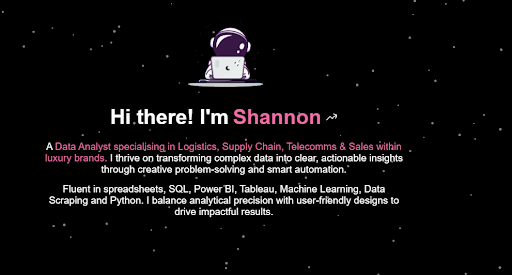 Hi there! I'm Shannon
A Data Analyst specialising in Logistics, Supply Chain, Telecomms & Sales within
luxury brands. I thrive on transforming complex data into clear, actionable insights
through creative problem-solving and smart automation.
Fluent in spreadsheets, SQL, Power BI, Tableau, Machine Learning, Data
Scraping and Python. I balance analytical precision with user-friendly designs to
drive impactful results.